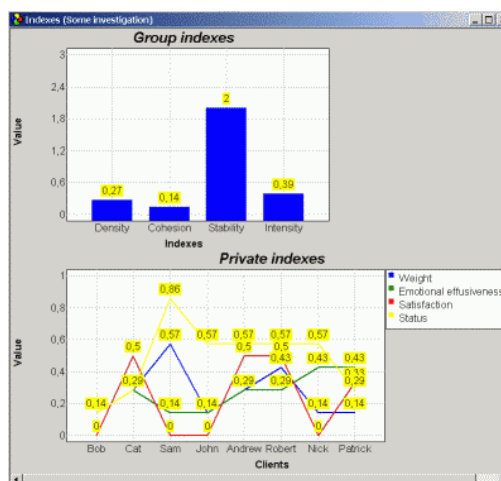 Indexes (Some investigation)
Group indexes
3
2,4
1,8
1,2
0,6
0
Value
0,27
0,14
2
0,39
Density Cohesion Stability Intensity
Indexes
Private indexes
1
0,8
0,6
0,4
0,2
0
Value
0,86
0,57 0,57 0,57 0,57 0,57
0,5 0,5 0,5
0,43 0,43 0,43
0,33
0,29 0,29 0,29 0,29
0,14 0,14 0,14 0,14 0,14
0 0 0 0
Bob Cat Sam John Andrew Robert Nick Patrick
Clients
Weight
Emotional effusiveness
Satisfaction
Status